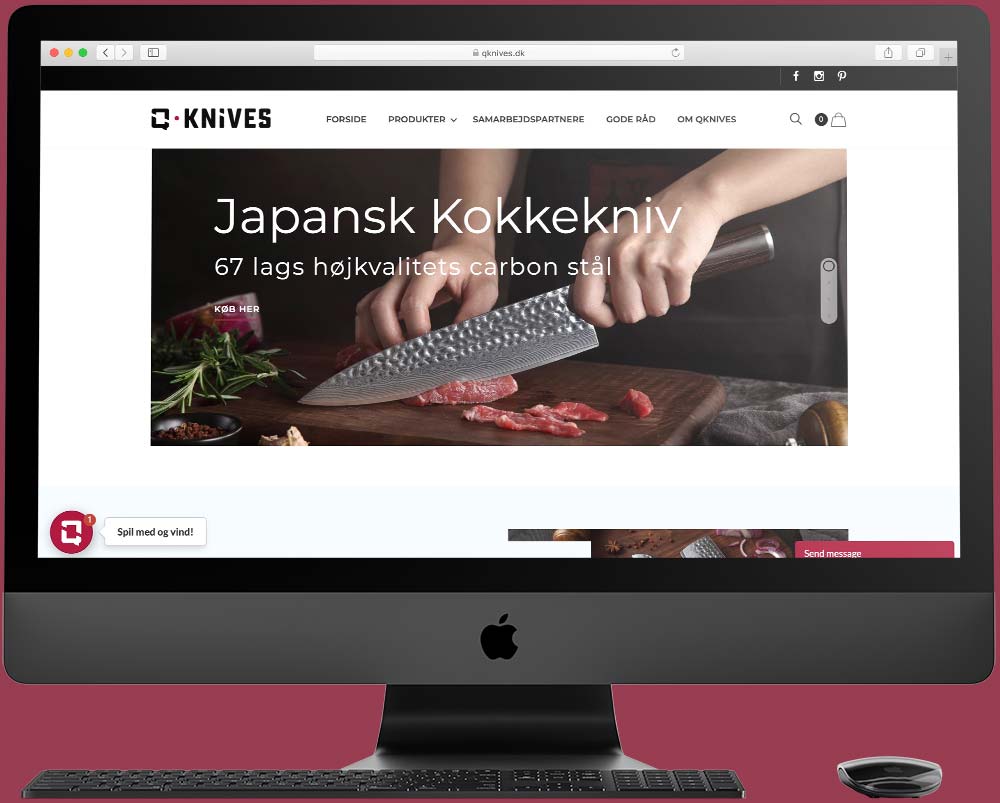 qknives.dk
Q·KNiVES
FORSIDE PRODUKTER SAMARBEJDSPARTNERE GODE RÅD OM QKNIVES
0
Japansk Kokkekniv
67 lags højkvalitets carbon stål
KØB HER
1
Spil med og vind!
Send message